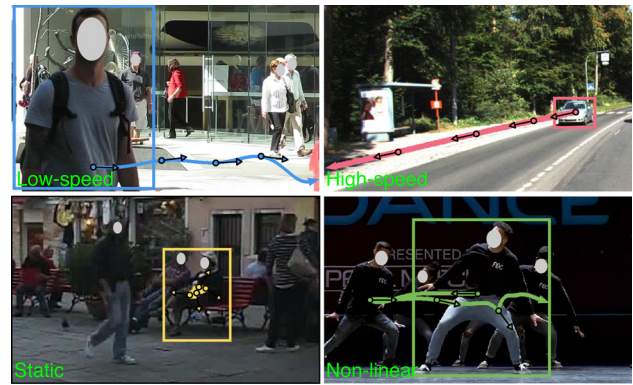 Low-speed
High-speed
DANCE
PRESENTED
Static
Non-linear